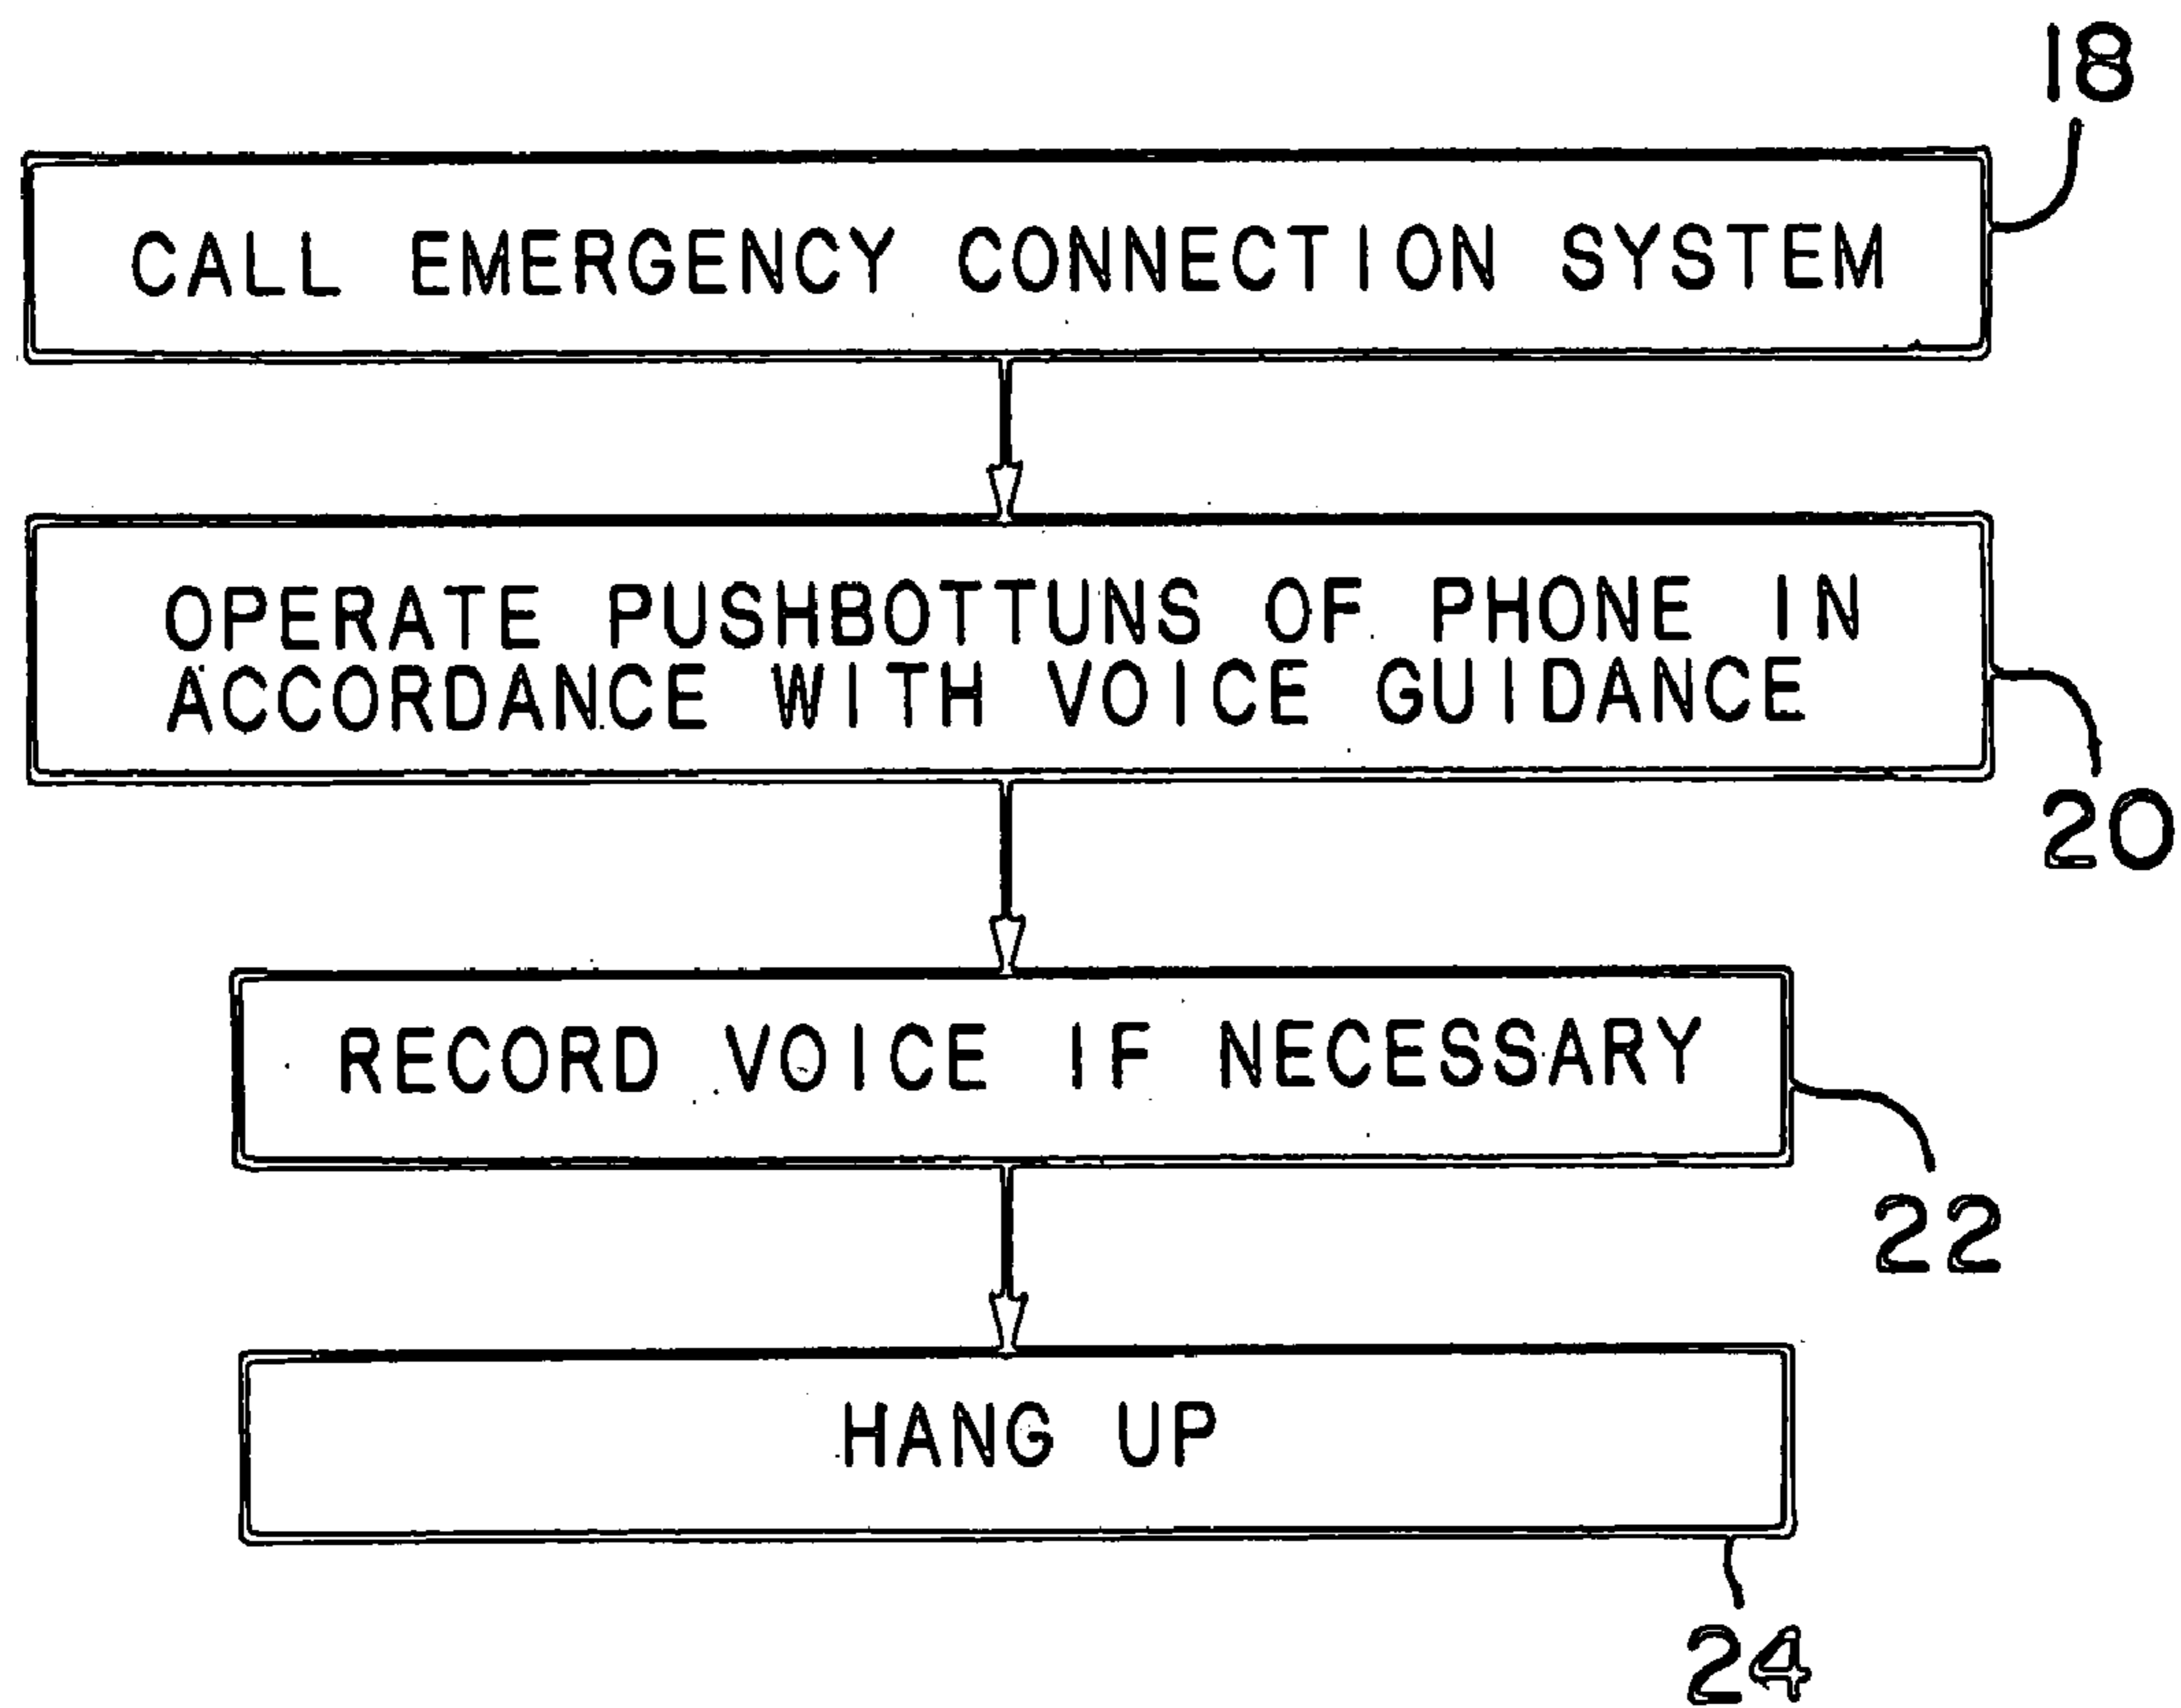 18
CALL EMERGENCY CONNECTION SYSTEM
OPERATE PUSHBOTTUNS OF PHONE IN
ACCORDANCE WITH VOICE GUIDANCE
20
RECORD VOICE IF NECESSARY
22
HANG UP
24